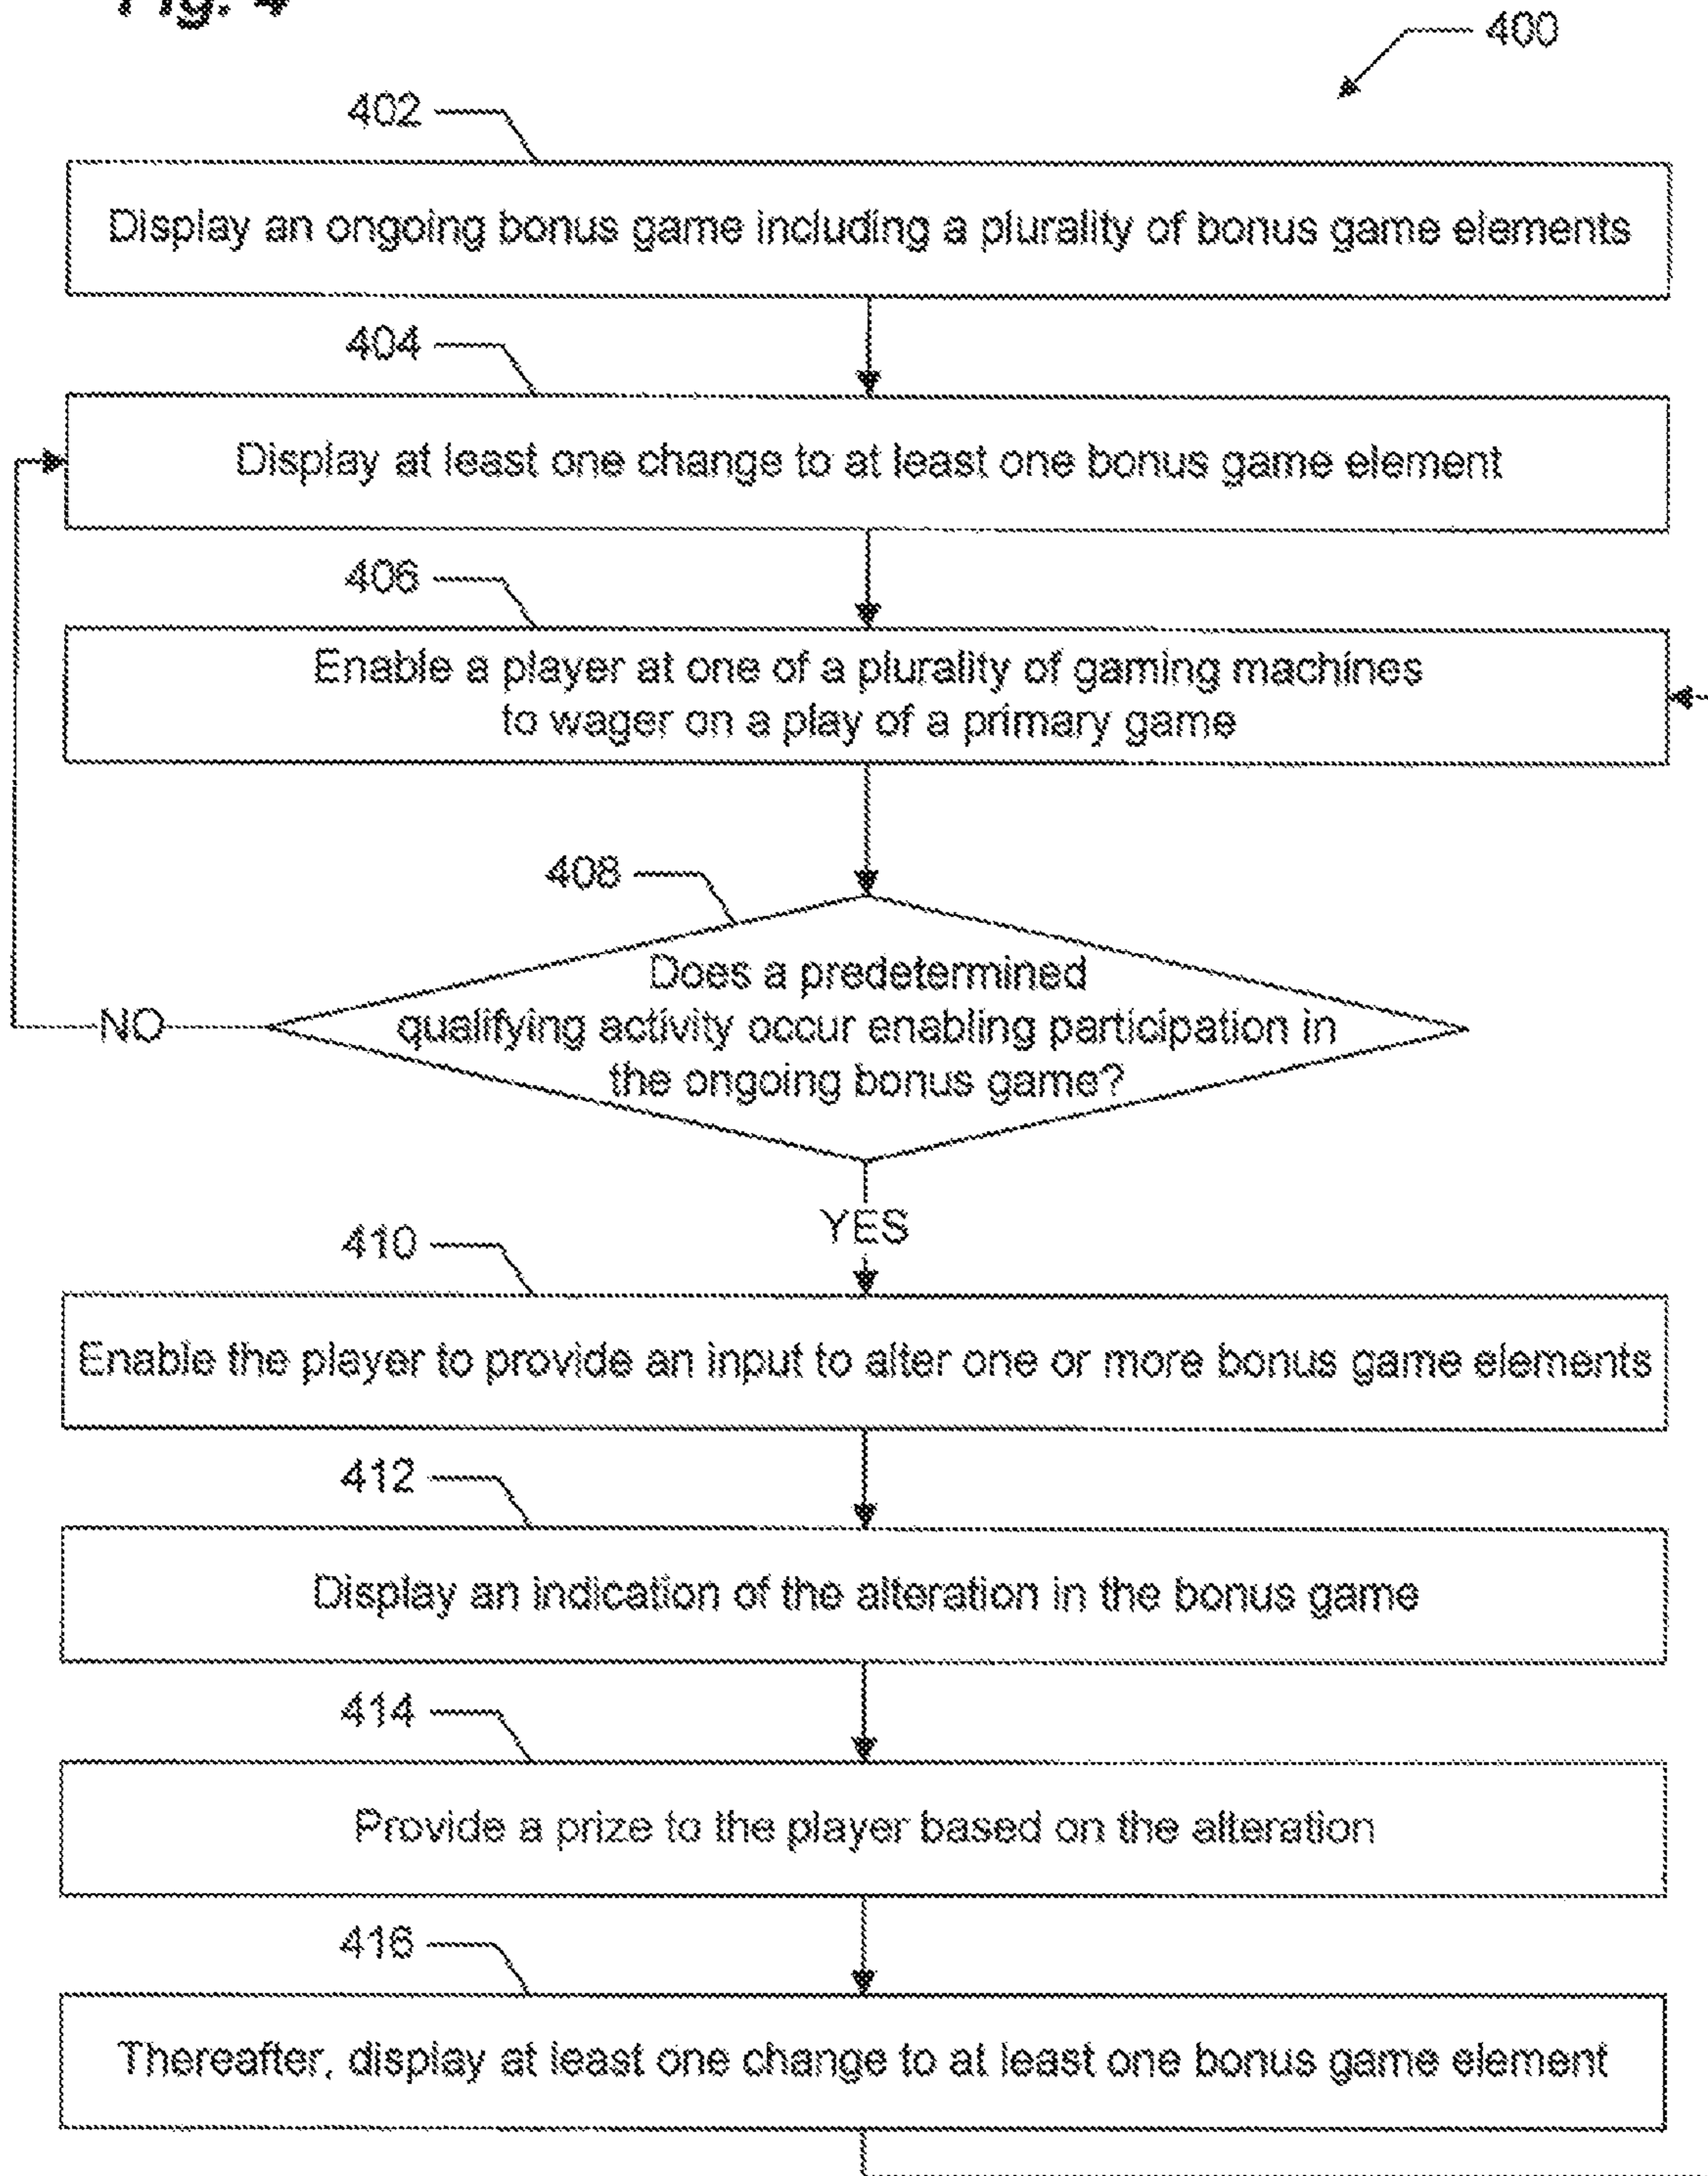 Fig. 4
400
402
Display an ongoing bonus game including a plurality of bonus game elements
404
Display at least one change to at least one bonus game element
406
Enable a player at one of a plurality of gaming machines
to wager on a play of a primary game
408
Does a predetermined
qualifying activity occur enabling participation in
the ongoing bonus game?
NO
YES
410
Enable the player to provide an input to alter one or more bonus game elements
412
Display an indication of the alteration in the bonus game
414
Provide a prize to the player based on the alteration
416
Thereafter, display at least one change to at least one bonus game element